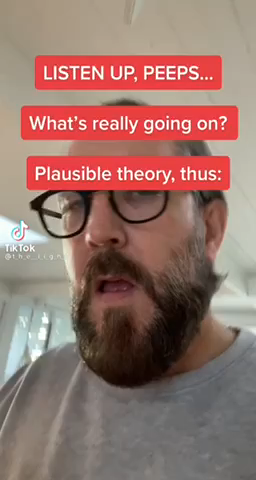 LISTEN UP, PEEPS...
What's really going on?
Plausible theory, thus:
TikTok